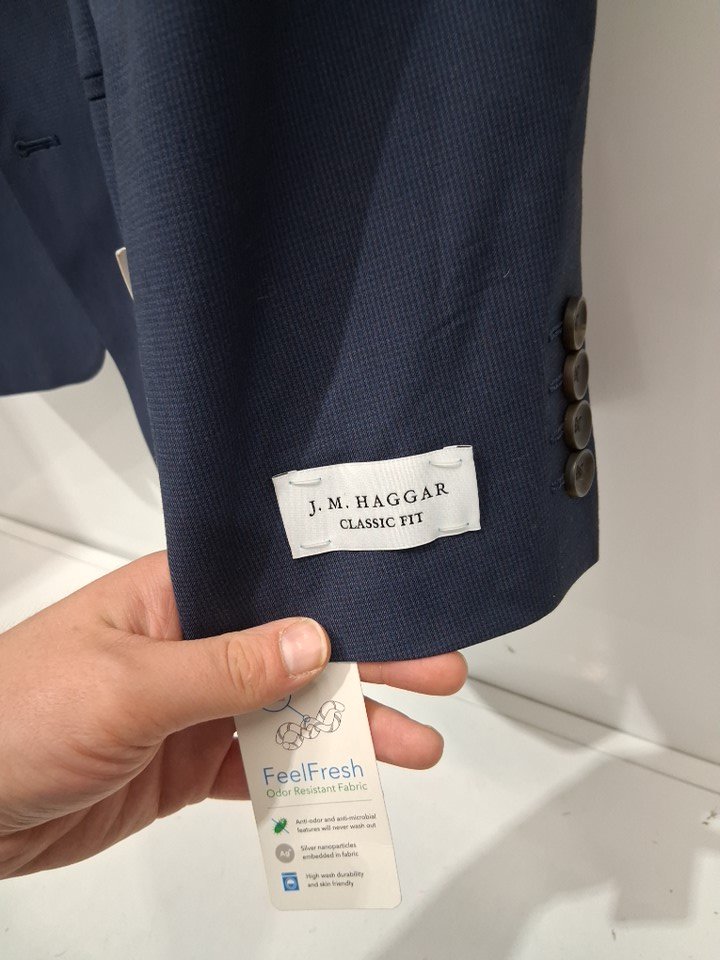 J. M. HAGGAR
CLASSIC FIT
FeelFresh
Odor Resistant Fabric
Anti-odor and anti-microbial
features will never wash out
Ag
Silver nanoparticles
embedded in fabric
High wash durability
and skin friendly